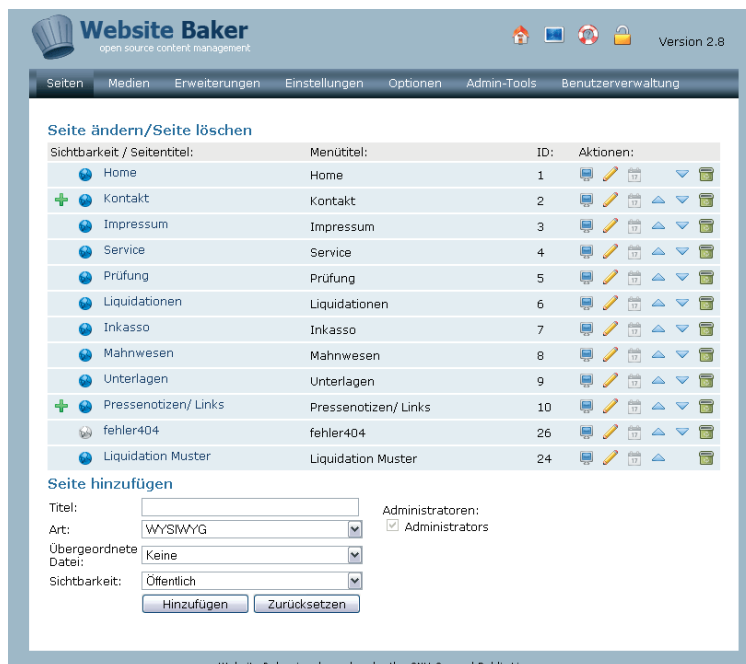 Website Baker
open source content management
Version 2.8
Seiten Medien Erweiterungen Einstellungen Optionen Admin-Tools Benutzerverwaltung
Seite ändern/Seite löschen
Sichtbarkeit / Seitentitel: Menütitel: ID: Aktionen:
Home Home 1
Kontakt Kontakt 2
Impressum Impressum 3
Service Service 4
Prüfung Prüfung 5
Liquidationen Liquidationen 6
Inkasso Inkasso 7
Mahnwesen Mahnwesen 8
Unterlagen Unterlagen 9
Pressenotizen/ Links Pressenotizen/ Links 10
fehler404 fehler404 26
Liquidation Muster Liquidation Muster 24
Seite hinzufügen
Titel:
Administratoren:
Art: WYSIWYG
Administrators
Übergeordnete
Datei: Keine
Sichtbarkeit: Öffentlich
Hinzufügen Zurücksetzen